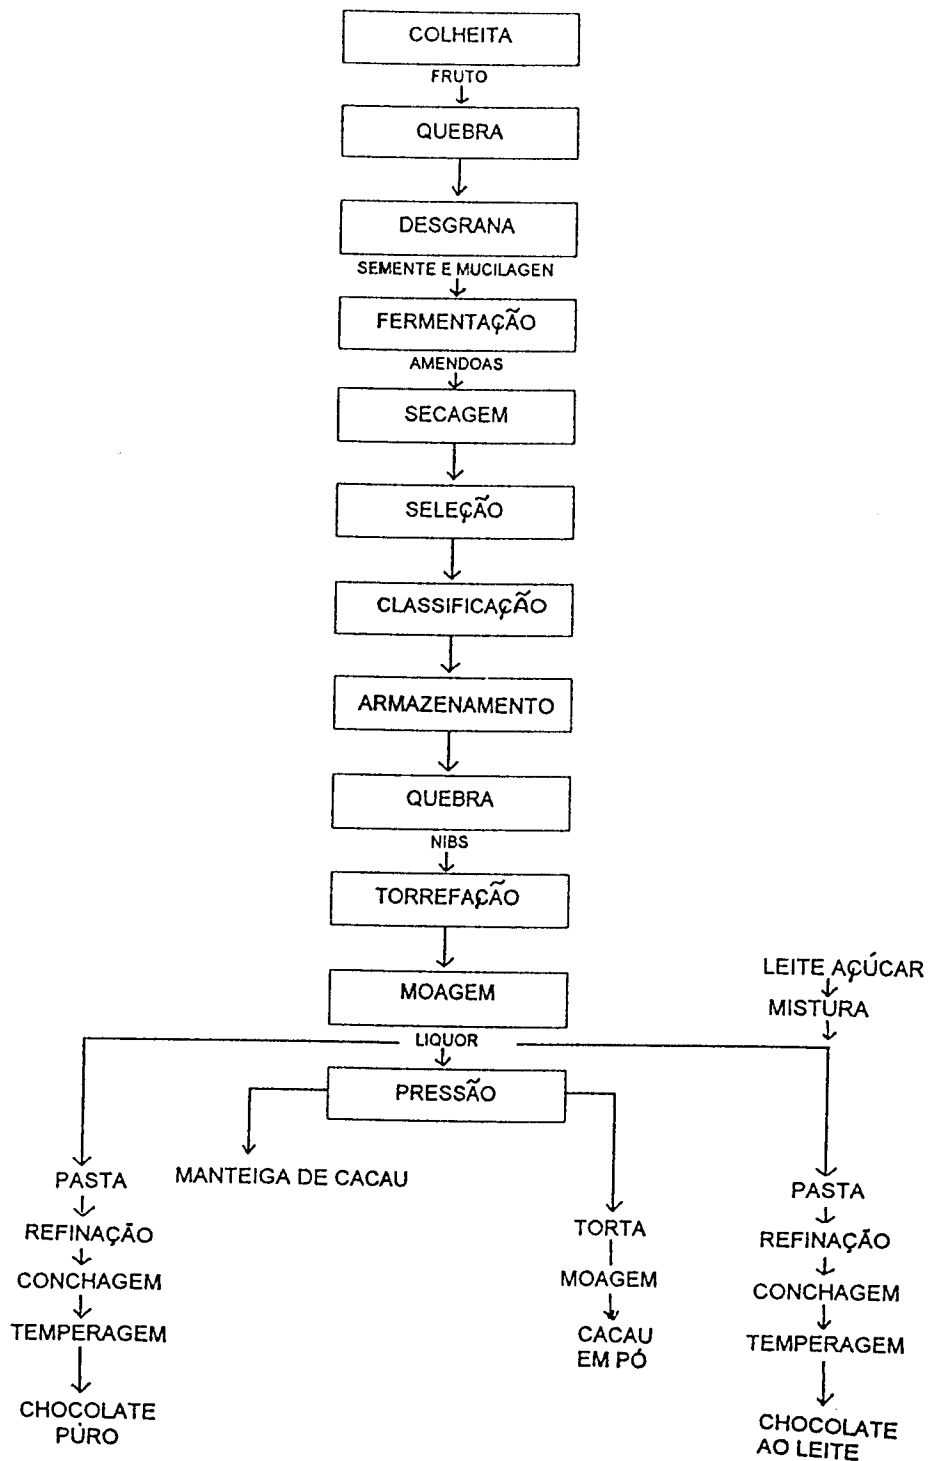 COLHEITA
FRUTO
QUEBRA
DESGRANA
SEMENTE E MUCILAGEN
FERMENTAÇÃO
AMENDOAS
SECAGEM
SELEÇÃO
CLASSIFICAÇÃO
ARMAZENAMENTO
QUEBRA
NIBS
TORREFAÇÃO
MOAGEM
LEITE AÇÚCAR
MISTURA
LIQUOR
PRESSÃO
PASTA
REFINAÇÃO
CONCHAGEM
TEMPERAGEM
CHOCOLATE
PURO
MANTEIGA DE CACAU
TORTA
MOAGEM
CACAU
EM PÓ
PASTA
REFINAÇÃO
CONCHAGEM
TEMPERAGEM
CHOCOLATE
AO LEITE